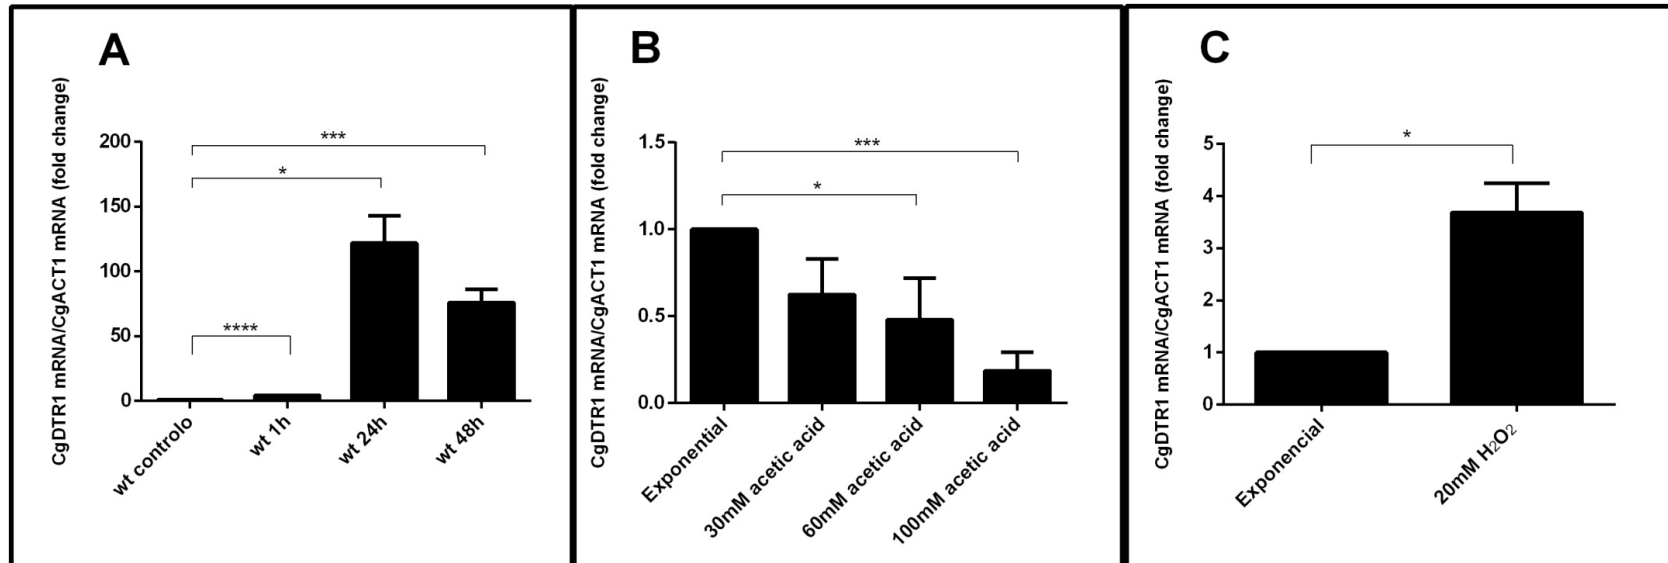 A
CgDTR1 mRNA/CgACT1 mRNA (fold change)
200
150
100
50
0
***
*
****
wt controlo
wt 1h
wt 24h
wt 48h
B
CgDTR1 mRNA/CgACT1 mRNA (fold change)
1.5
1.0
0.5
0.0
***
*
Exponential
30mM acetic acid
60mM acetic acid
100mM acetic acid
C
CgDTR1 mRNA/CgACT1 mRNA (fold change)
5
4
3
2
1
0
*
Exponencial
20mM H₂O₂